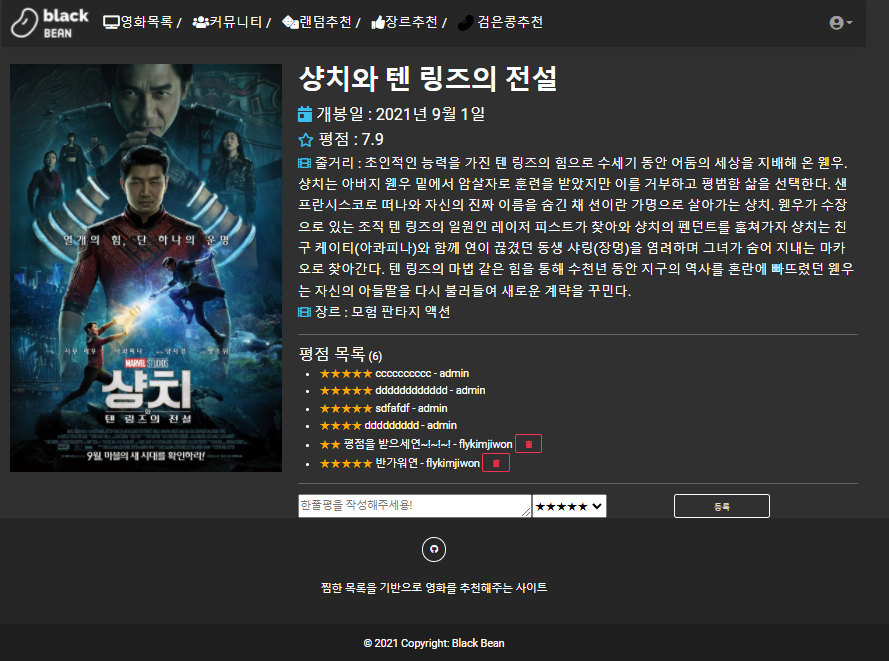 black
BEAN
영화목록 / 커뮤니티 / 랜덤추천 / 장르추천 / 검은콩추천
샹치와 텐 링즈의 전설
개봉일 : 2021년 9월 1일
평점 : 7.9
줄거리 : 초인적인 능력을 가진 텐 링즈의 힘으로 수세기 동안 어둠의 세상을 지배해 온 웬우.
샹치는 아버지 웬우 밑에서 암살자로 훈련을 받았지만 이를 거부하고 평범함 삶을 선택한다. 샌
프란시스코로 떠나와 자신의 진짜 이름을 숨긴 채 션이란 가명으로 살아가는 샹치. 웬우가 수장
으로 있는 조직 텐 링즈의 일원인 레이저 피스트가 찾아와 샹치의 펜던트를 훔쳐가자 샹치는 친
구 케이티(아콰피나)와 함께 연이 끊겼던 동생 샤링(장멍)을 염려하며 그녀가 숨어 지내는 마카
오로 찾아간다. 텐 링즈의 마법 같은 힘을 통해 수천년 동안 지구의 역사를 혼란에 빠뜨렸던 웬우
는 자신의 아들딸을 다시 불러들여 새로운 계략을 꾸민다.
장르 : 모험 판타지 액션
열 개의 힘, 단 하나의 운명
시무 리우 아콰피나 양조위
MARVEL STUDIOS
샹치
와
텐 링즈의 전설
9월, 마블의 새 시대를 확인하라!
평점 목록 (6)
★★★★★ cccccccccc - admin
★★★★★ dddddddddddd - admin
★★★★★ sdfafdf - admin
★★★★ ddddddddd - admin
★★ 평점을 받으세연~!~!~! - flykimjiwon
★★★★★ 반가워연 - flykimjiwon
한줄평을 작성해주세용! ★★★★★ 등록
찜한 목록을 기반으로 영화를 추천해주는 사이트
© 2021 Copyright: Black Bean